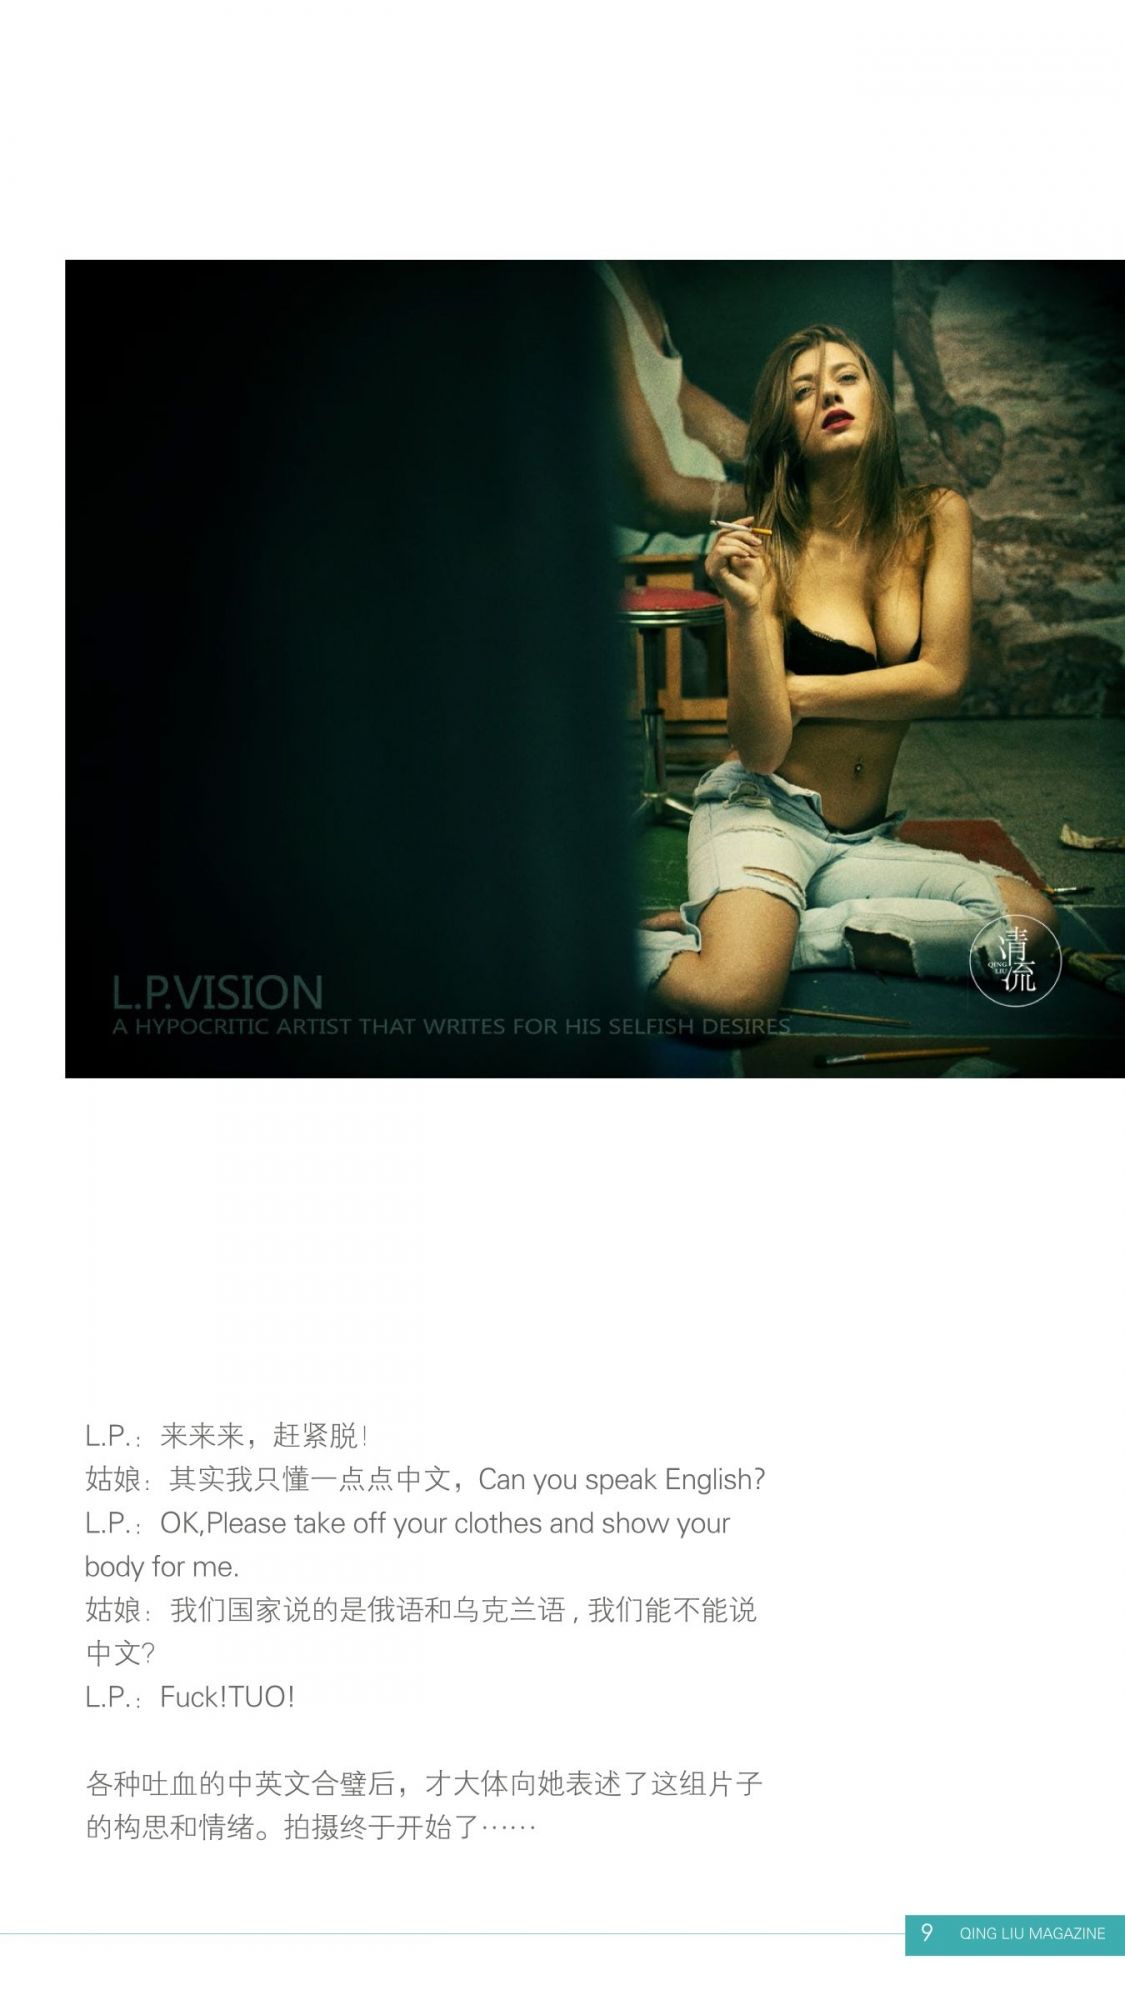 清流
QING
LIU
L.P.VISION
A HYPOCRITIC ARTIST THAT WRITES FOR HIS SELFISH DESIRES
L.P.：来来来，赶紧脱！
姑娘：其实我只懂一点点中文，Can you speak English?
L.P.：OK,Please take off your clothes and show your
body for me.
姑娘：我们国家说的是俄语和乌克兰语，我们能不能说
中文？
L.P.：Fuck!TUO!
各种吐血的中英文合璧后，才大体向她表述了这组片子
的构思和情绪。拍摄终于开始了……
9 QING LIU MAGAZINE